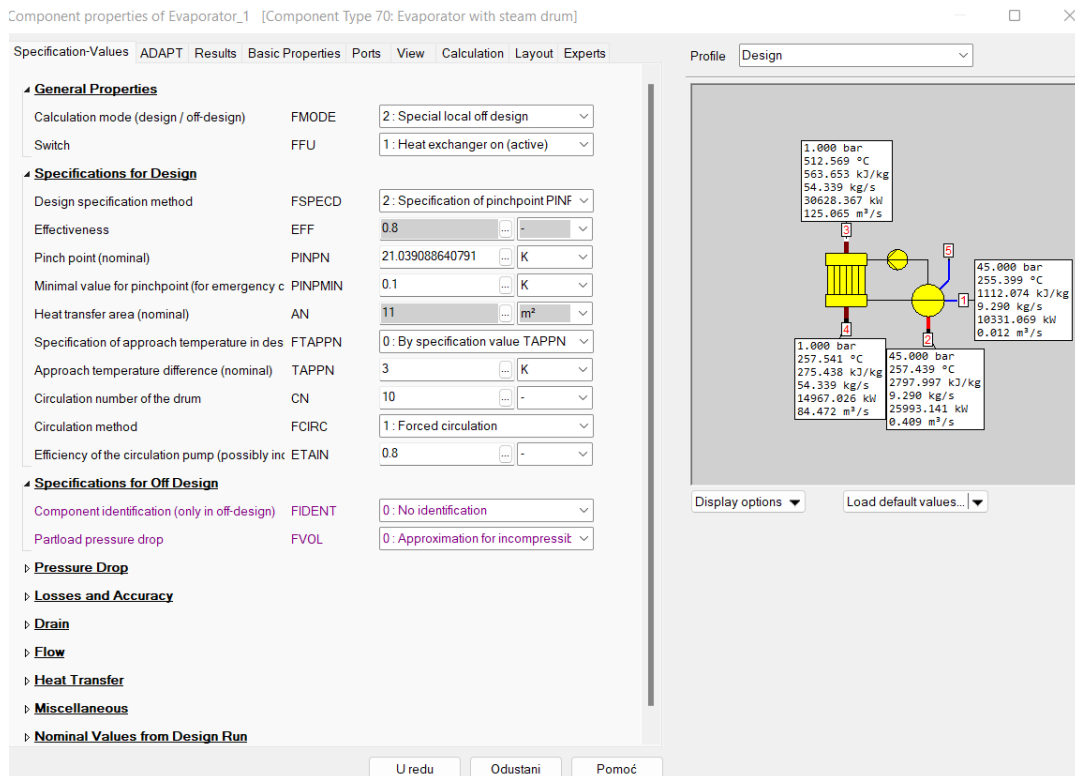 Component properties of Evaporator_1 [Component Type 70: Evaporator with steam drum]
Specification-Values ADAPT Results Basic Properties Ports View Calculation Layout Experts
Profile Design
General Properties
Calculation mode (design / off-design) FMODE 2 : Special local off design
Switch FFU 1 : Heat exchanger on (active)
Specifications for Design
Design specification method FSPECD 2 : Specification of pinchpoint PINF
Effectiveness EFF 0.8 ... -
Pinch point (nominal) PINPN 21.039088640791 ... K
Minimal value for pinchpoint (for emergency c PINPMIN 0.1 ... K
Heat transfer area (nominal) AN 11 ... m²
Specification of approach temperature in des FTAPPN 0 : By specification value TAPPN
Approach temperature difference (nominal) TAPPN 3 ... K
Circulation number of the drum CN 10 ... -
Circulation method FCIRC 1 : Forced circulation
Efficiency of the circulation pump (possibly inc ETAIN 0.8 ... -
Specifications for Off Design
Component identification (only in off-design) FIDENT 0 : No identification
Partload pressure drop FVOL 0 : Approximation for incompressit
Pressure Drop
Losses and Accuracy
Drain
Flow
Heat Transfer
Miscellaneous
Nominal Values from Design Run
U redu Odustani Pomoć
1.000 bar
512.569 °C
563.653 kJ/kg
54.339 kg/s
30628.367 kW
125.065 m³/s
3
5
1
45.000 bar
255.399 °C
1112.074 kJ/kg
9.290 kg/s
10331.069 kW
0.012 m³/s
4
2
1.000 bar
257.541 °C
275.438 kJ/kg
54.339 kg/s
14967.026 kW
84.472 m³/s
45.000 bar
257.439 °C
2797.997 kJ/kg
9.290 kg/s
25993.141 kW
0.409 m³/s
Display options Load default values...